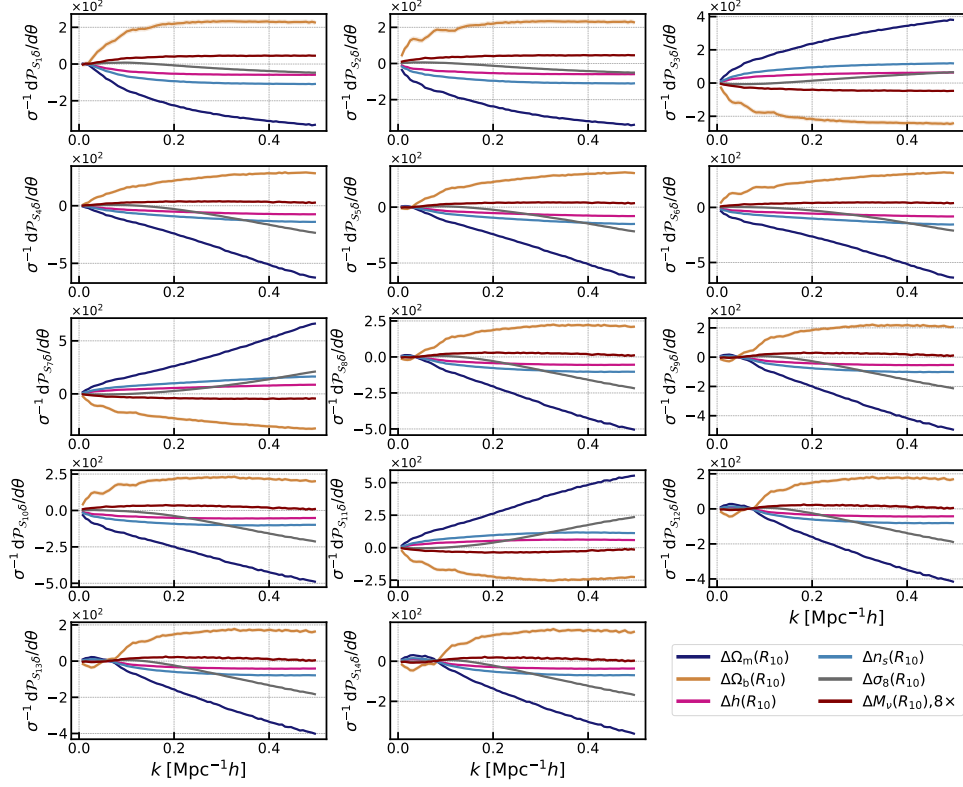 ×10² ×10² ×10²
σ⁻¹ d𝒫_{S₁δ}/dθ
2
0
−2
0.0 0.2 0.4
σ⁻¹ d𝒫_{S₂δ}/dθ
2
0
−2
0.0 0.2 0.4
σ⁻¹ d𝒫_{S₃δ}/dθ
4
2
0
−2
0.0 0.2 0.4
×10² ×10² ×10²
σ⁻¹ d𝒫_{S₄δ}/dθ
0
−5
0.0 0.2 0.4
σ⁻¹ d𝒫_{S₅δ}/dθ
0
−5
0.0 0.2 0.4
σ⁻¹ d𝒫_{S₆δ}/dθ
0
−5
0.0 0.2 0.4
×10² ×10² ×10²
σ⁻¹ d𝒫_{S₇δ}/dθ
5
0
0.0 0.2 0.4
σ⁻¹ d𝒫_{S₈δ}/dθ
2.5
0.0
−2.5
−5.0
0.0 0.2 0.4
σ⁻¹ d𝒫_{S₉δ}/dθ
2
0
−2
−4
0.0 0.2 0.4
×10² ×10² ×10²
σ⁻¹ d𝒫_{S₁₀δ}/dθ
2.5
0.0
−2.5
−5.0
0.0 0.2 0.4
σ⁻¹ d𝒫_{S₁₁δ}/dθ
5.0
2.5
0.0
−2.5
0.0 0.2 0.4
σ⁻¹ d𝒫_{S₁₂δ}/dθ
2
0
−2
−4
0.0 0.2 0.4
k [Mpc⁻¹h]
×10² ×10²
σ⁻¹ d𝒫_{S₁₃δ}/dθ
2
0
−2
−4
0.0 0.2 0.4
k [Mpc⁻¹h]
σ⁻¹ d𝒫_{S₁₄δ}/dθ
0
−2
0.0 0.2 0.4
k [Mpc⁻¹h]
ΔΩₘ(R₁₀)
ΔΩ_b(R₁₀)
Δh(R₁₀)
Δnₛ(R₁₀)
Δσ₈(R₁₀)
ΔM_ν(R₁₀),8×